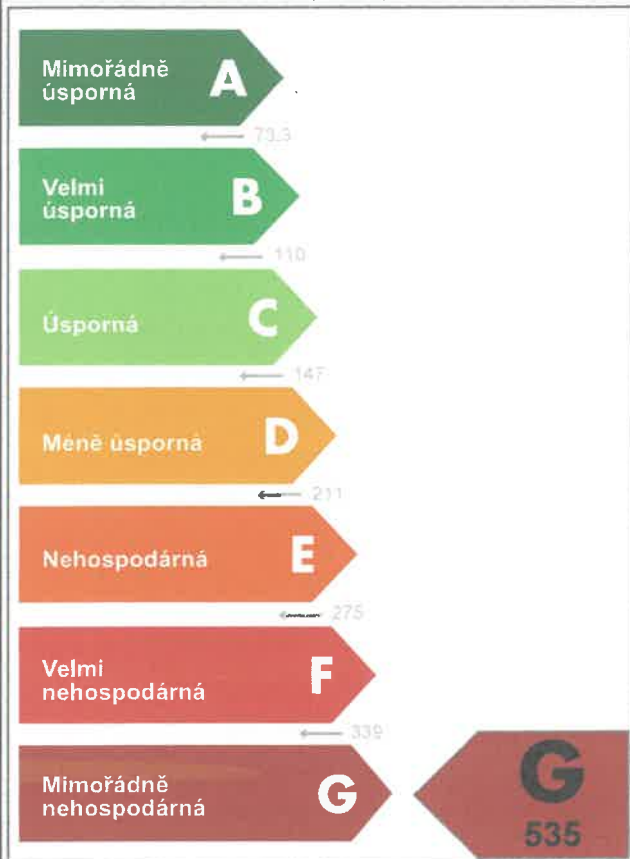 Mimořádně
úsporná
A
73,3
Velmi
úsporná
B
110
Úsporná
C
147
Méně úsporná
D
211
Nehospodárná
E
275
Velmi
nehospodárná
F
339
Mimořádně
nehospodárná
G
G
535